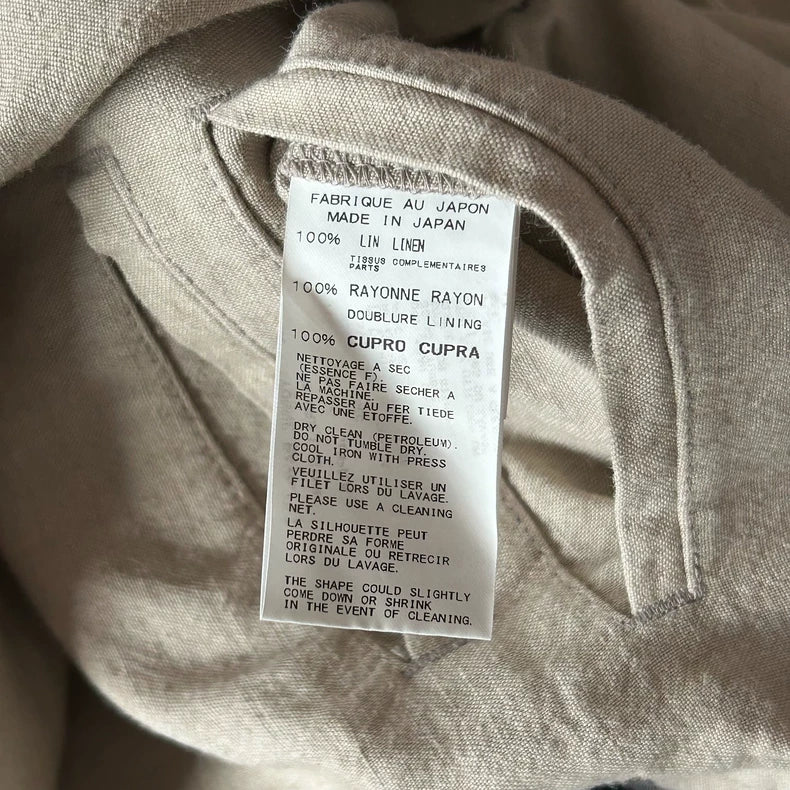 FABRIQUE AU JAPON
MADE IN JAPAN
100% LIN LINEN
TISSUS COMPLEMENTAIRES
PARTS
100% RAYONNE RAYON
DOUBLURE LINING
100% CUPRO CUPRA
NETTOYAGE A SEC
(ESSENCE F).
NE PAS FAIRE SECHER A
LA MACHINE.
REPASSER AU FER TIEDE
AVEC UNE ETOFFE.
DRY CLEAN (PETROLEUM).
DO NOT TUMBLE DRY.
COOL IRON WITH PRESS
CLOTH.
VEUILLEZ UTILISER UN
FILET LORS DU LAVAGE.
PLEASE USE A CLEANING
NET.
LA SILHOUETTE PEUT
PERDRE SA FORME
ORIGINALE OU RETRECIR
LORS DU LAVAGE.
THE SHAPE COULD SLIGHTLY
COME DOWN OR SHRINK
IN THE EVENT OF CLEANING.